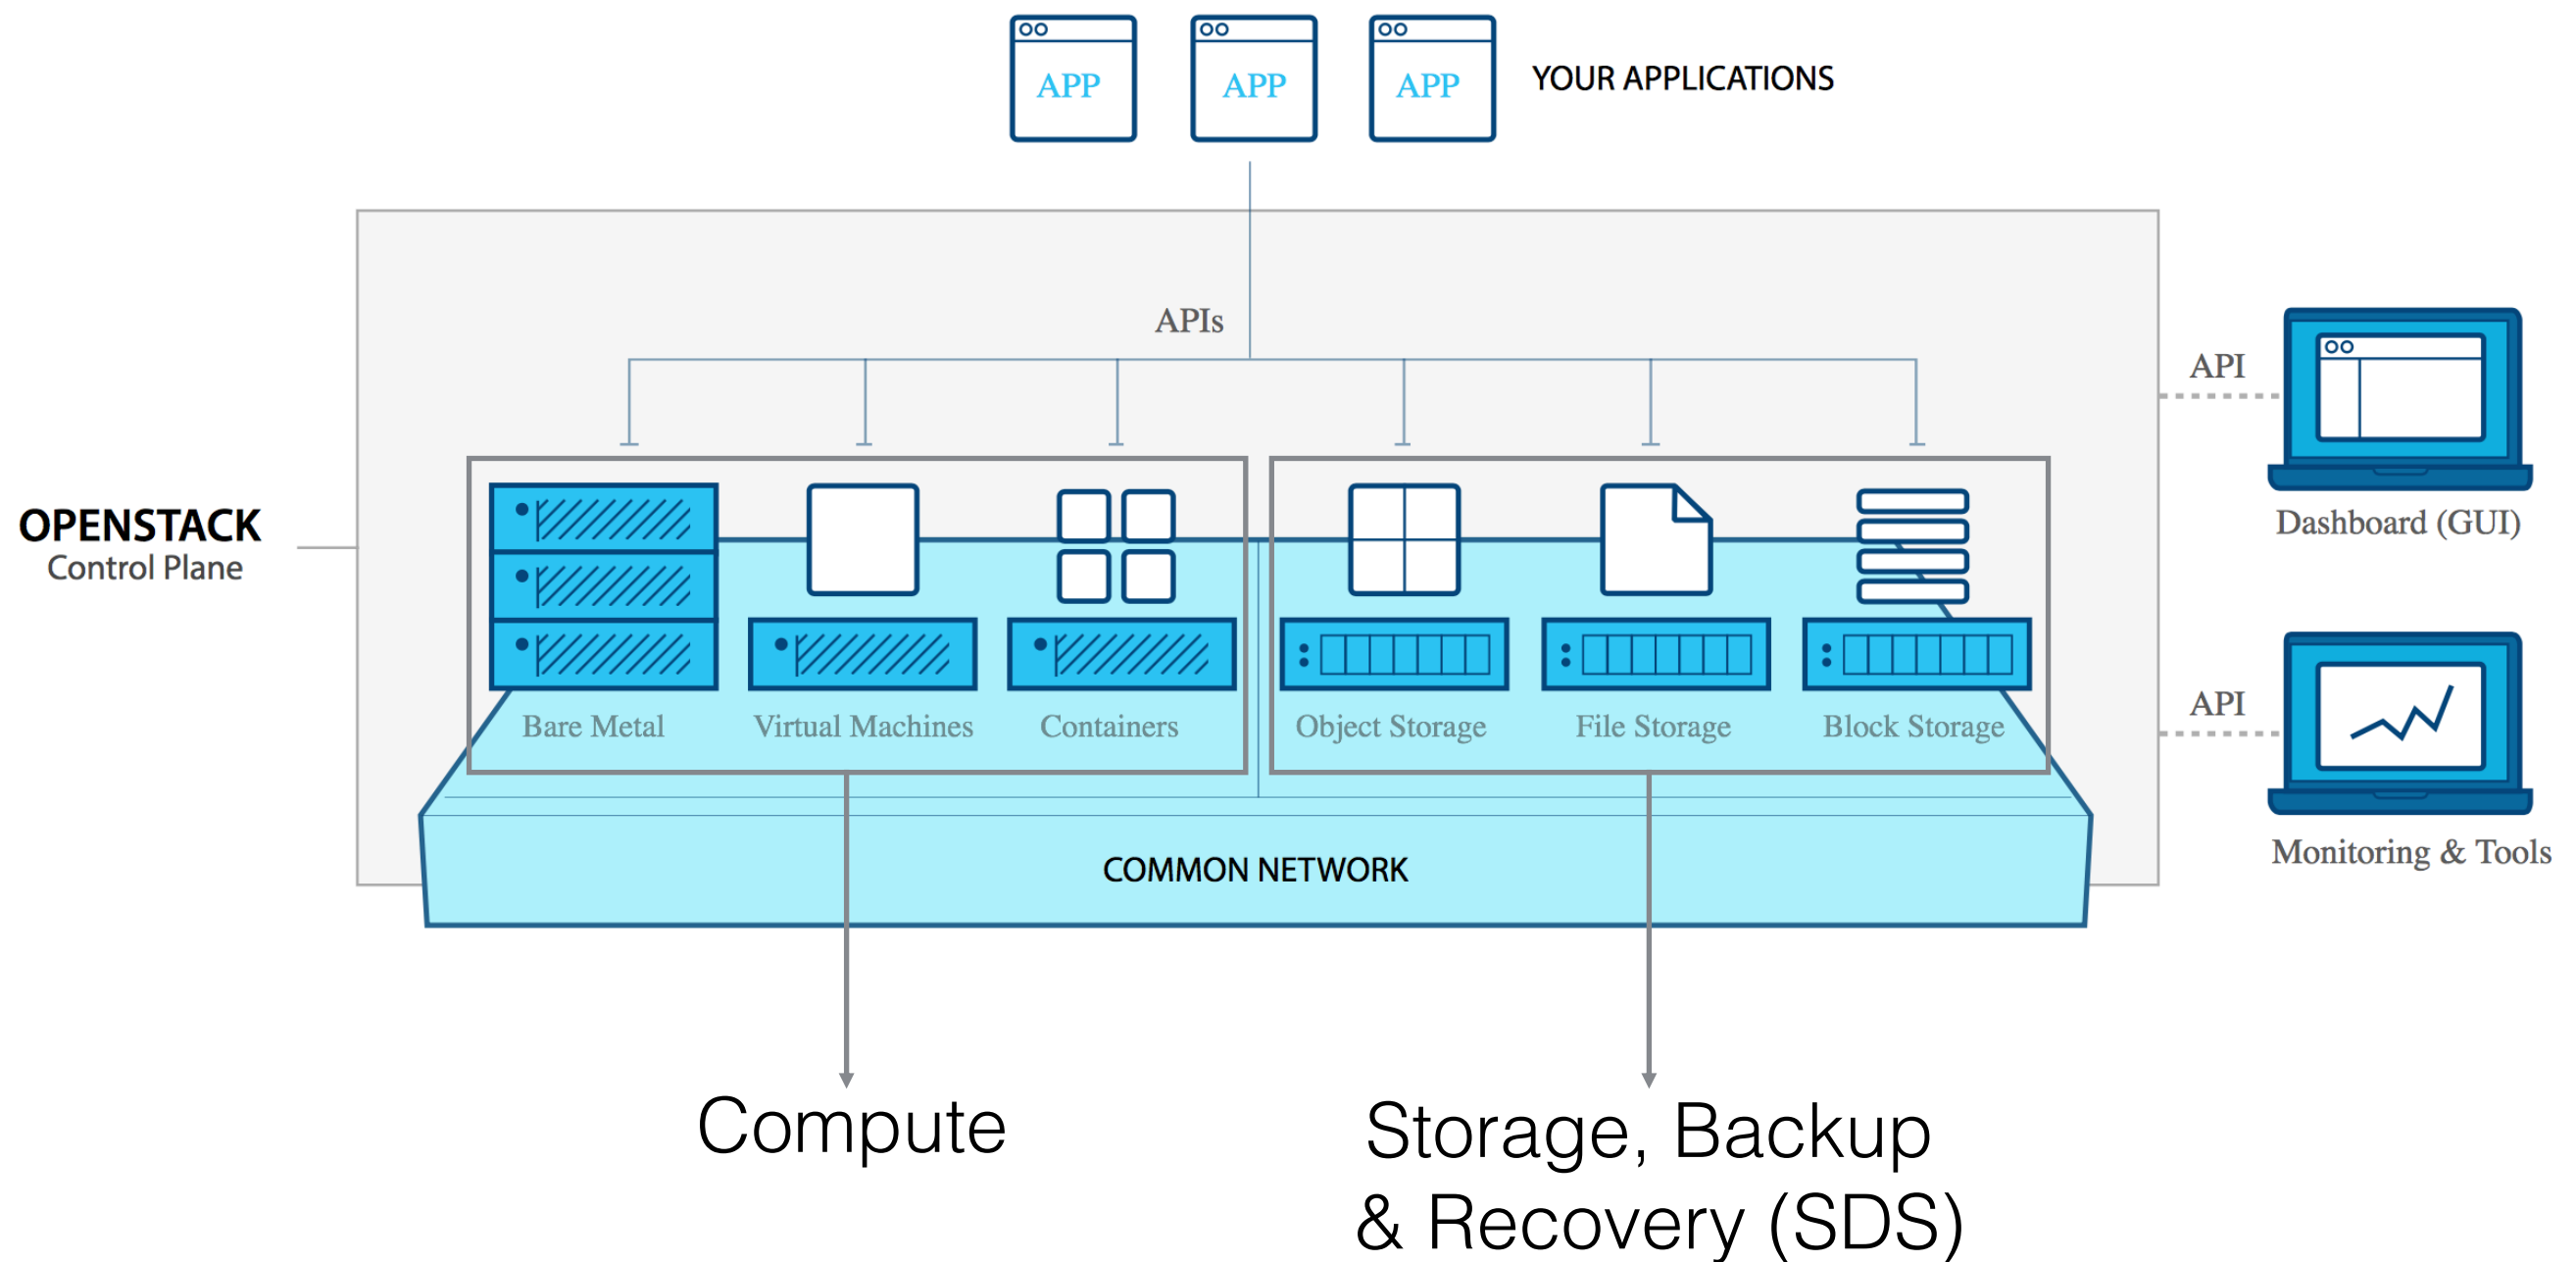 APP
APP
APP
YOUR APPLICATIONS
APIs
API
Dashboard (GUI)
OPENSTACK
Control Plane
Bare Metal
Virtual Machines
Containers
Object Storage
File Storage
Block Storage
API
Monitoring & Tools
COMMON NETWORK
Compute
Storage, Backup
& Recovery (SDS)